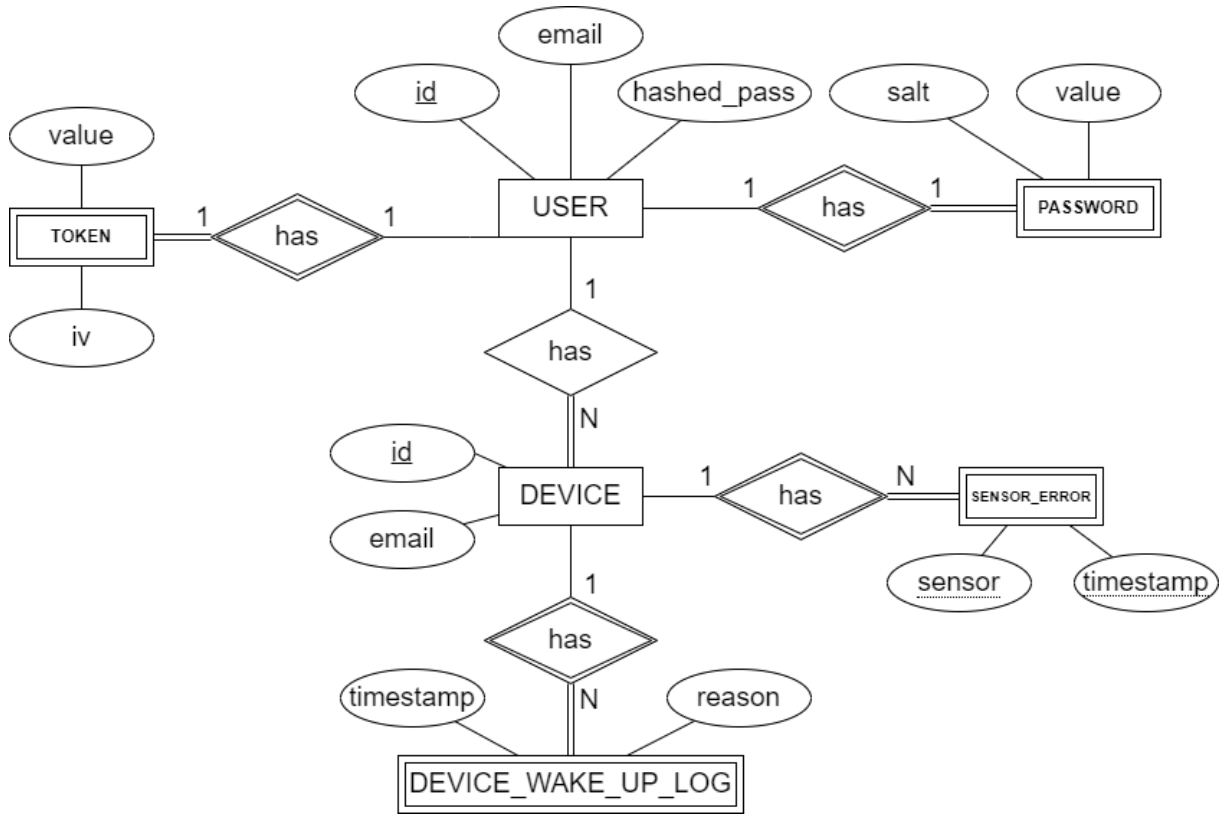 email
id
hashed_pass
salt
value
value
USER
1
has
1
PASSWORD
TOKEN
1
has
1
iv
1
has
N
id
DEVICE
1
has
N
SENSOR_ERROR
email
sensor
timestamp
1
has
N
timestamp
reason
DEVICE_WAKE_UP_LOG